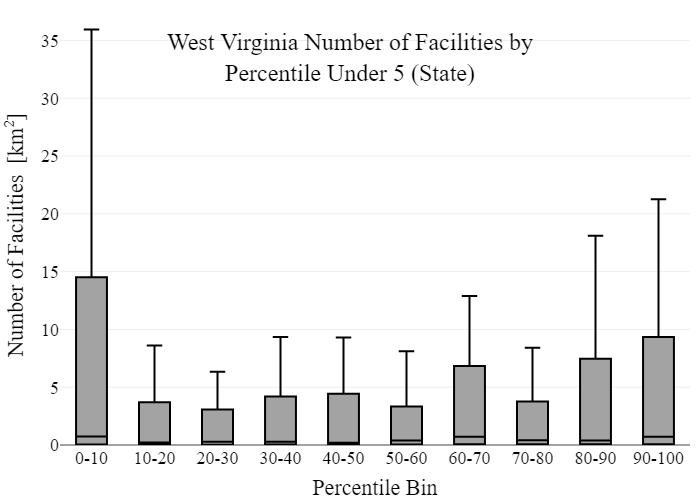 West Virginia Number of Facilities by
Percentile Under 5 (State)
Number of Facilities [km²]
35
30
25
20
15
10
5
0
0-10 10-20 20-30 30-40 40-50 50-60 60-70 70-80 80-90 90-100
Percentile Bin